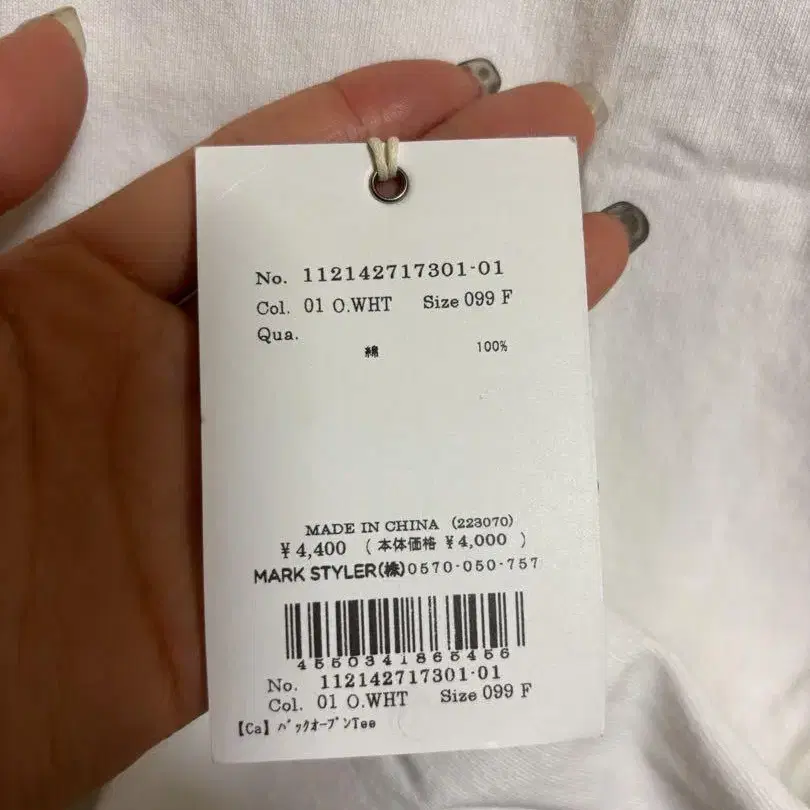 No. 112142717301-01
Col. 01 O.WHT Size 099 F
Qua.
綿 100%
MADE IN CHINA (223070)
¥4,400 (本体価格 ¥4,000 )
MARK STYLER(株)0570-050-757
4550341865456
No. 112142717301-01
Col. 01 O.WHT Size 099 F
【Ca】ﾊﾞｯｸｵｰﾌﾟﾝTee